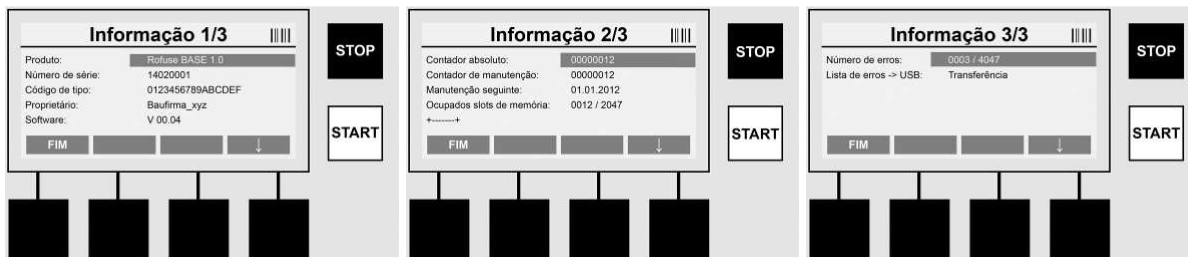 Informação 1/3
Produto: Rofuse BASE 1.0
Número de série: 14020001
Código de tipo: 0123456789ABCDEF
Proprietário: Baufirma_xyz
Software: V 00.04
FIM ↓
STOP
START
Informação 2/3
Contador absoluto: 00000012
Contador de manutenção: 00000012
Manutenção seguinte: 01.01.2012
Ocupados slots de memória: 0012 / 2047
+-------+
FIM ↓
STOP
START
Informação 3/3
Número de erros: 0003 / 4047
Lista de erros -> USB: Transferência
FIM ↓
STOP
START